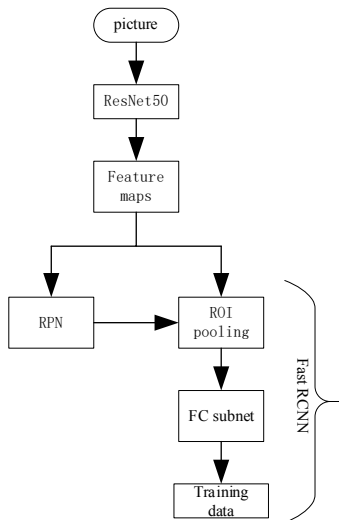 picture
ResNet50
Feature
maps
RPN
ROI
pooling
Fast RCNN
FC subnet
Training
data